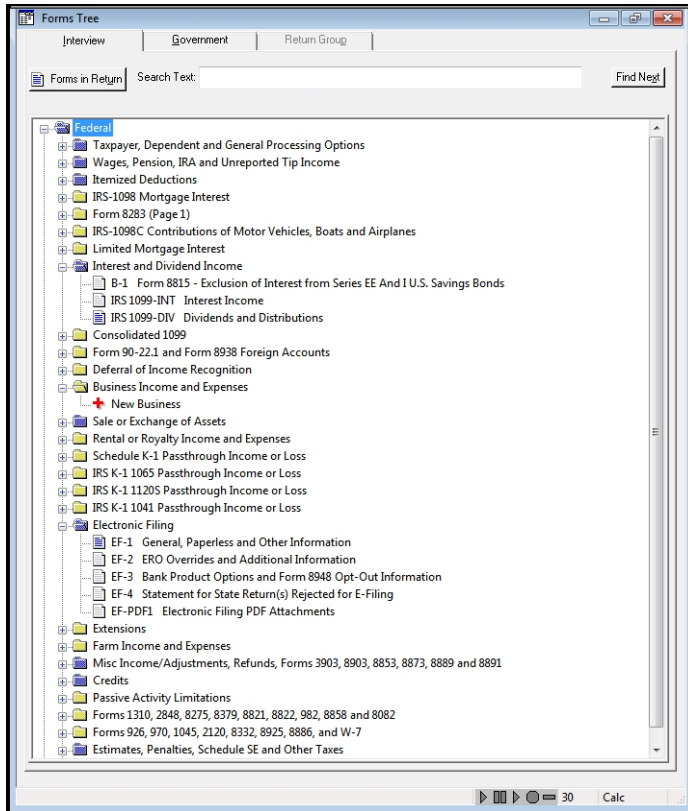 Forms Tree
Interview Government Return Group
Forms in Return Search Text: Find Next
Federal
Taxpayer, Dependent and General Processing Options
Wages, Pension, IRA and Unreported Tip Income
Itemized Deductions
IRS-1098 Mortgage Interest
Form 8283 (Page 1)
IRS-1098C Contributions of Motor Vehicles, Boats and Airplanes
Limited Mortgage Interest
Interest and Dividend Income
B-1 Form 8815 - Exclusion of Interest from Series EE And I U.S. Savings Bonds
IRS 1099-INT Interest Income
IRS 1099-DIV Dividends and Distributions
Consolidated 1099
Form 90-22.1 and Form 8938 Foreign Accounts
Deferral of Income Recognition
Business Income and Expenses
New Business
Sale or Exchange of Assets
Rental or Royalty Income and Expenses
Schedule K-1 Passthrough Income or Loss
IRS K-1 1065 Passthrough Income or Loss
IRS K-1 1120S Passthrough Income or Loss
IRS K-1 1041 Passthrough Income or Loss
Electronic Filing
EF-1 General, Paperless and Other Information
EF-2 ERO Overrides and Additional Information
EF-3 Bank Product Options and Form 8948 Opt-Out Information
EF-4 Statement for State Return(s) Rejected for E-Filing
EF-PDF1 Electronic Filing PDF Attachments
Extensions
Farm Income and Expenses
Misc Income/Adjustments, Refunds, Forms 3903, 8903, 8853, 8873, 8889 and 8891
Credits
Passive Activity Limitations
Forms 1310, 2848, 8275, 8379, 8821, 8822, 982, 8858 and 8082
Forms 926, 970, 1045, 2120, 8332, 8925, 8886, and W-7
Estimates, Penalties, Schedule SE and Other Taxes
30 Calc